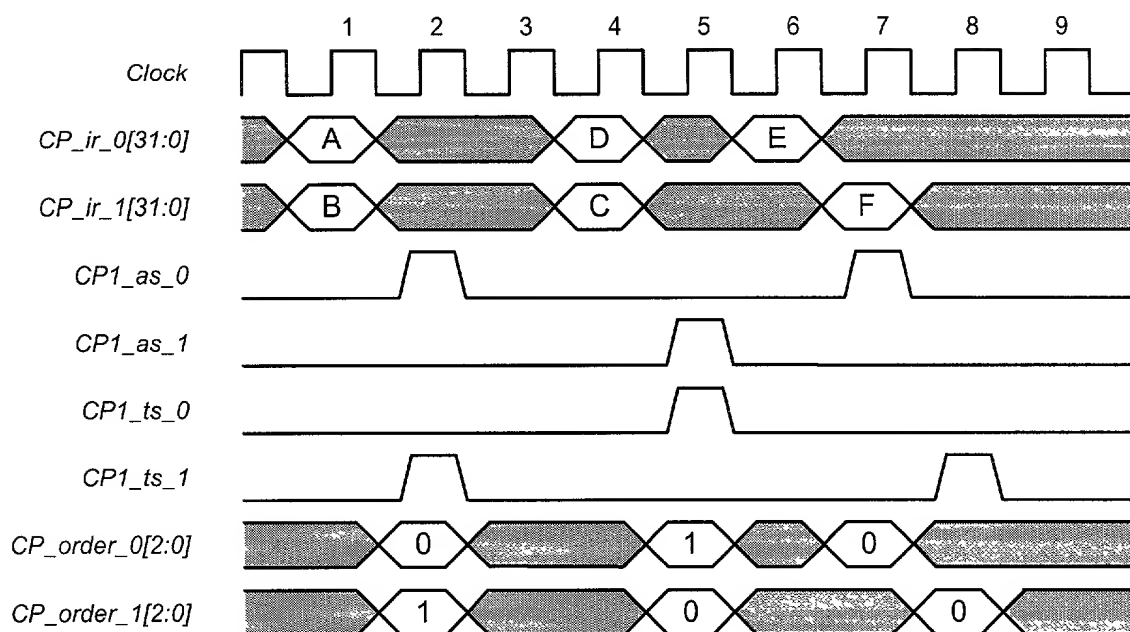 1 2 3 4 5 6 7 8 9
Clock
CP_ir_0[31:0] A D E
CP_ir_1[31:0] B C F
CP1_as_0
CP1_as_1
CP1_ts_0
CP1_ts_1
CP_order_0[2:0] 0 1 0
CP_order_1[2:0] 1 0 0